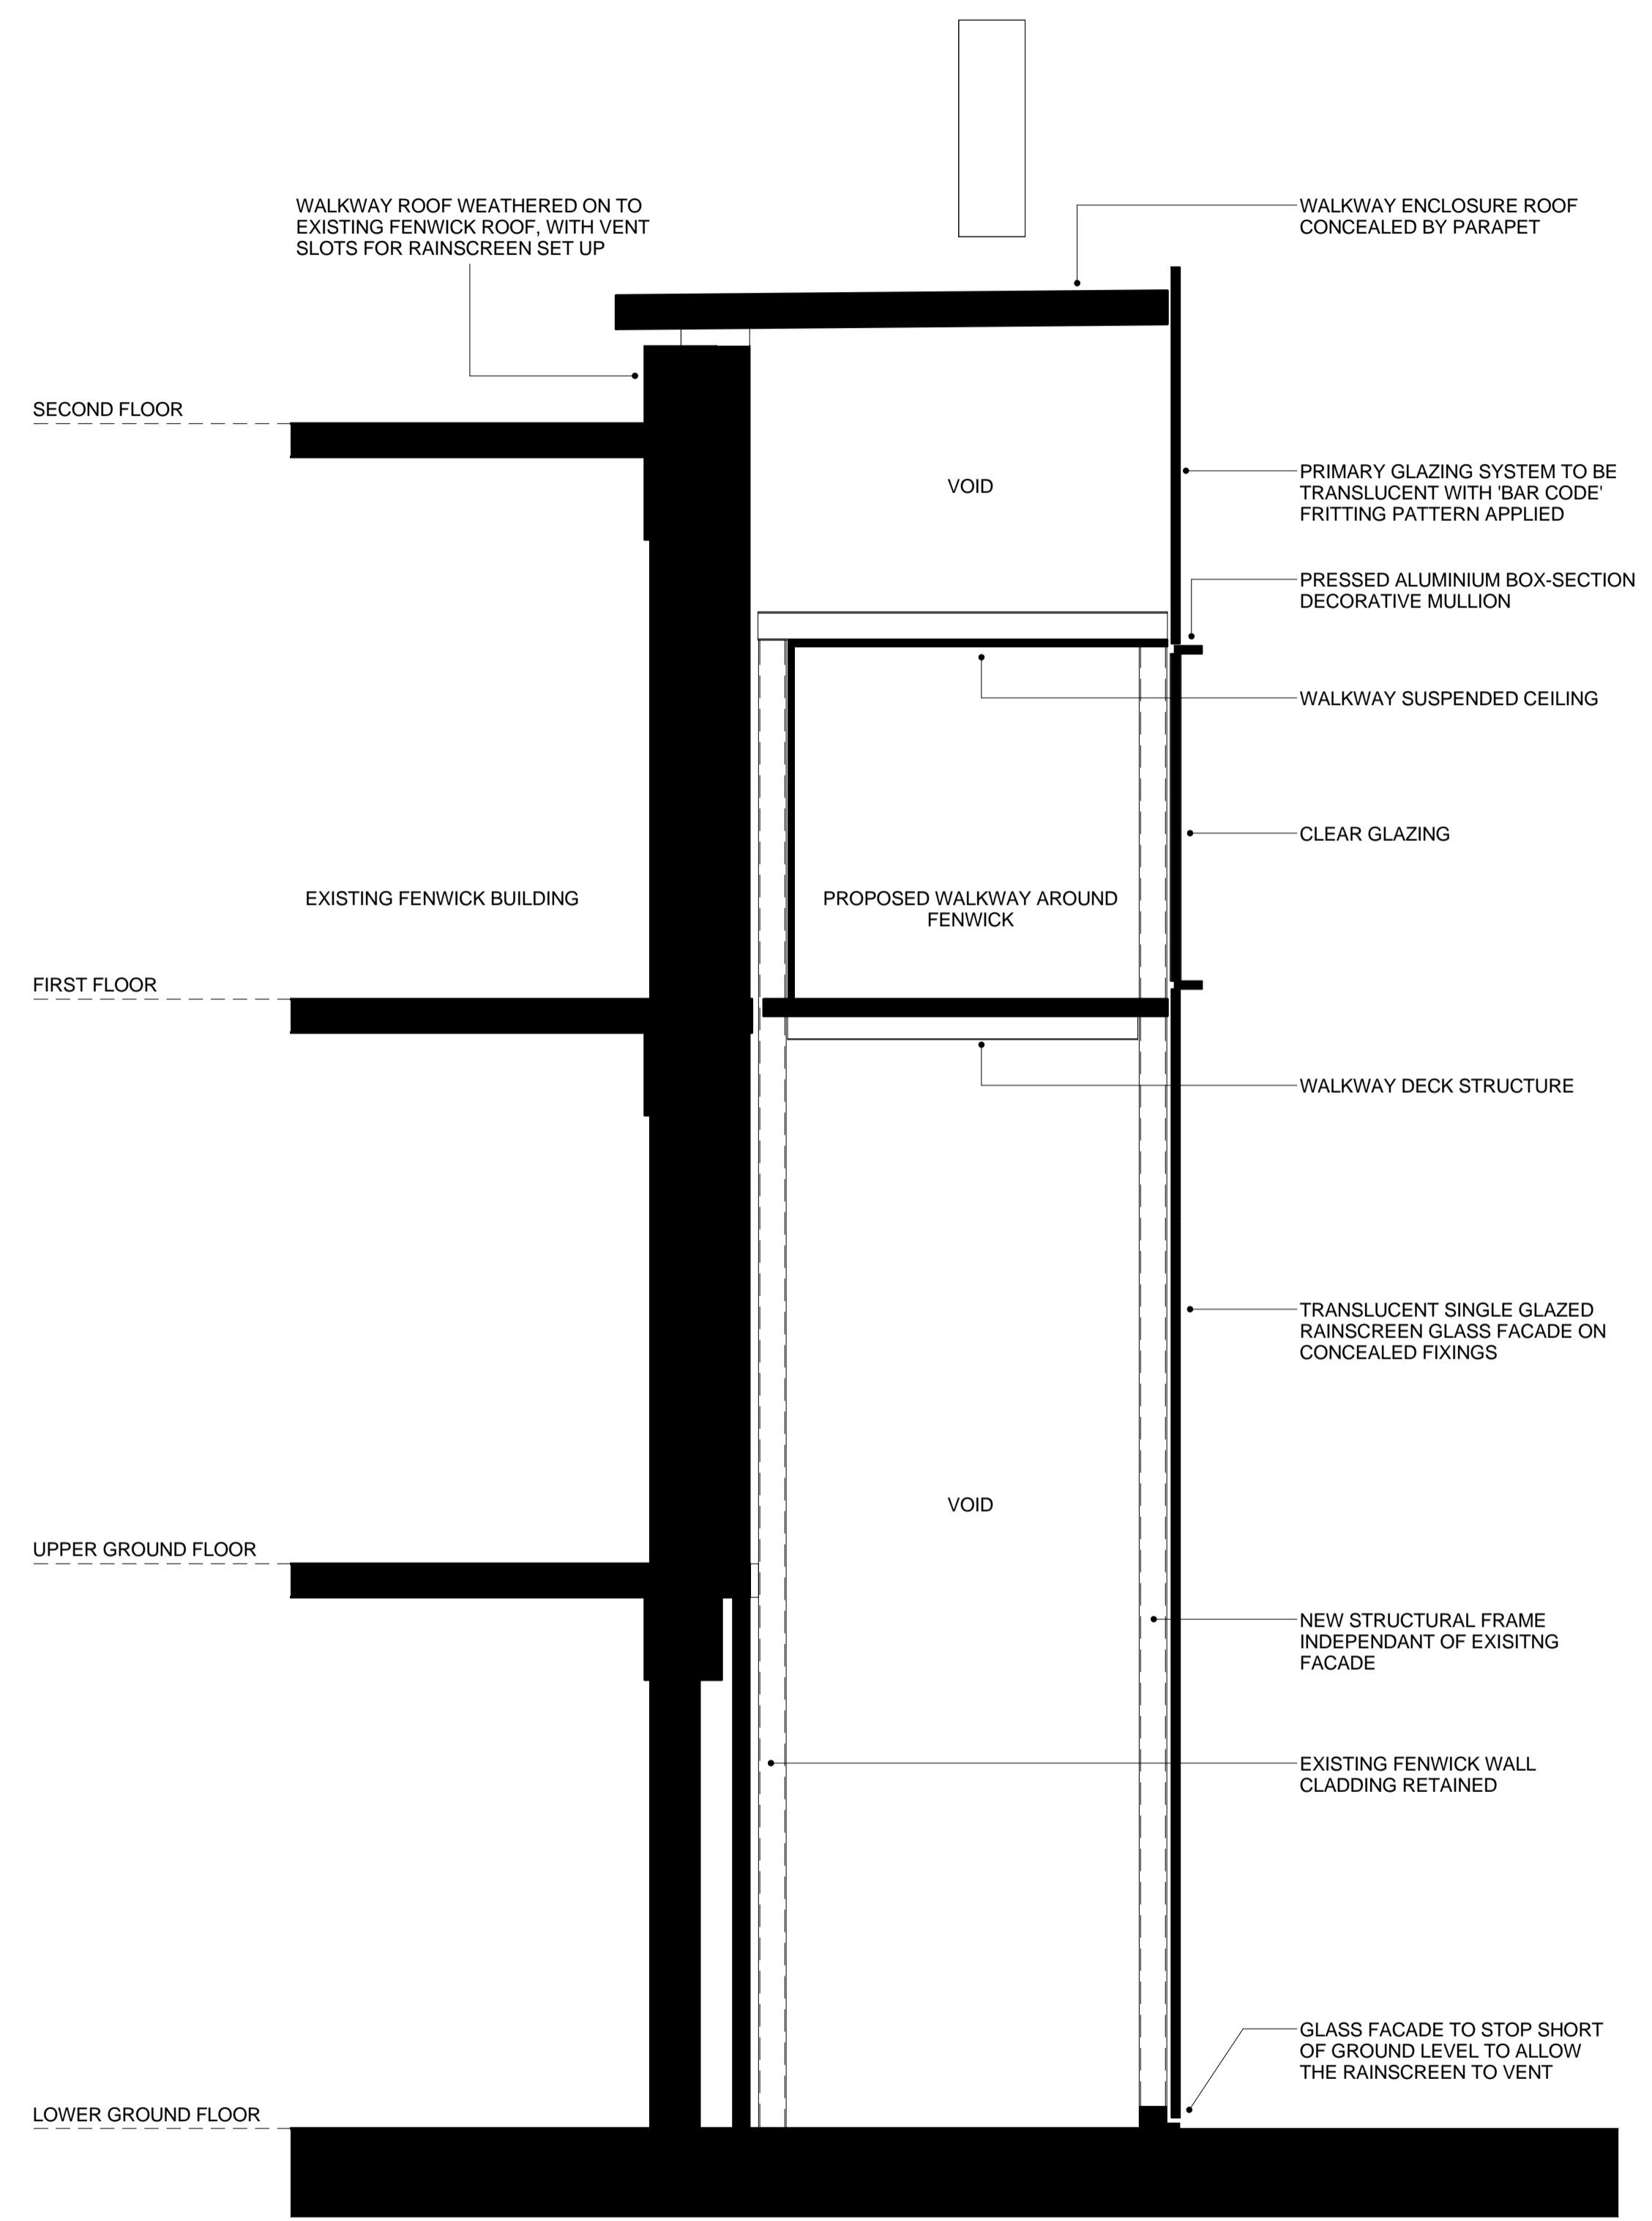 WALKWAY ROOF WEATHERED ON TO
EXISTING FENWICK ROOF, WITH VENT
SLOTS FOR RAINSCREEN SET UP
WALKWAY ENCLOSURE ROOF
CONCEALED BY PARAPET
SECOND FLOOR
VOID
PRIMARY GLAZING SYSTEM TO BE
TRANSLUCENT WITH 'BAR CODE'
FRITTING PATTERN APPLIED
PRESSED ALUMINIUM BOX-SECTION
DECORATIVE MULLION
WALKWAY SUSPENDED CEILING
CLEAR GLAZING
EXISTING FENWICK BUILDING
PROPOSED WALKWAY AROUND
FENWICK
FIRST FLOOR
WALKWAY DECK STRUCTURE
TRANSLUCENT SINGLE GLAZED
RAINSCREEN GLASS FACADE ON
CONCEALED FIXINGS
VOID
UPPER GROUND FLOOR
NEW STRUCTURAL FRAME
INDEPENDANT OF EXISITNG
FACADE
EXISTING FENWICK WALL
CLADDING RETAINED
GLASS FACADE TO STOP SHORT
OF GROUND LEVEL TO ALLOW
THE RAINSCREEN TO VENT
LOWER GROUND FLOOR